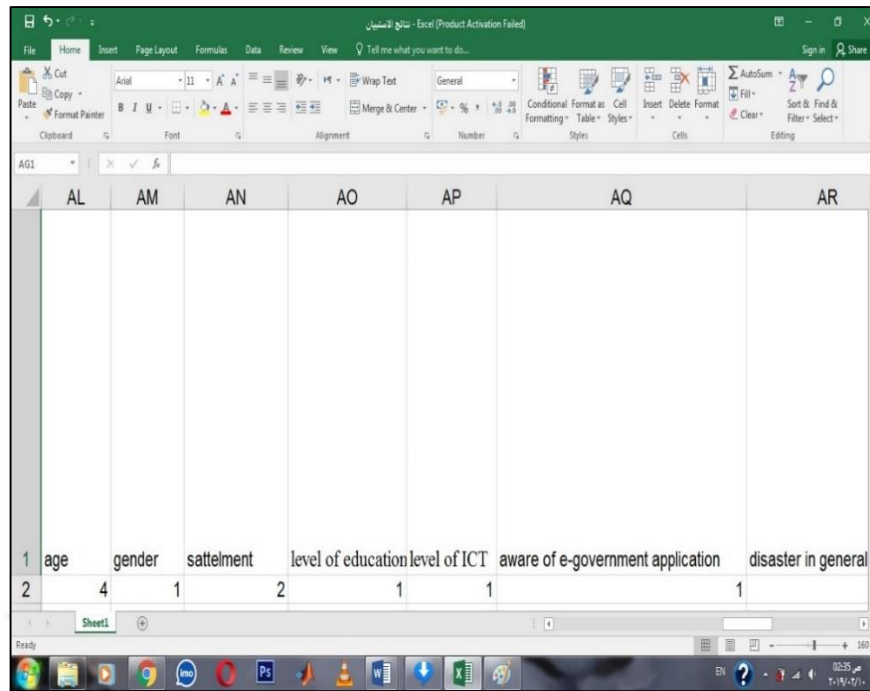 نتائج الاستبيان - Excel (Product Activation Failed)
File Home Insert Page Layout Formulas Data Review View Tell me what you want to do... Sign in Share
Cut
Copy
Format Painter
Paste
Arial 11
B I U
Wrap Text
Merge & Center
General
Conditional Formatting
Format as Table
Cell Styles
Insert Delete Format
AutoSum
Fill
Clear
Sort & Filter
Find & Select
Clipboard Font Alignment Number Styles Cells Editing
AG1 fx
AL AM AN AO AP AQ AR
1 age gender sattelment level of education level of ICT aware of e-government application disaster in general
2 4 1 2 1 1 1
Sheet1
Ready 160
imo Ps EN 02:35 ص
٢٠١٩/٠٢/١٠